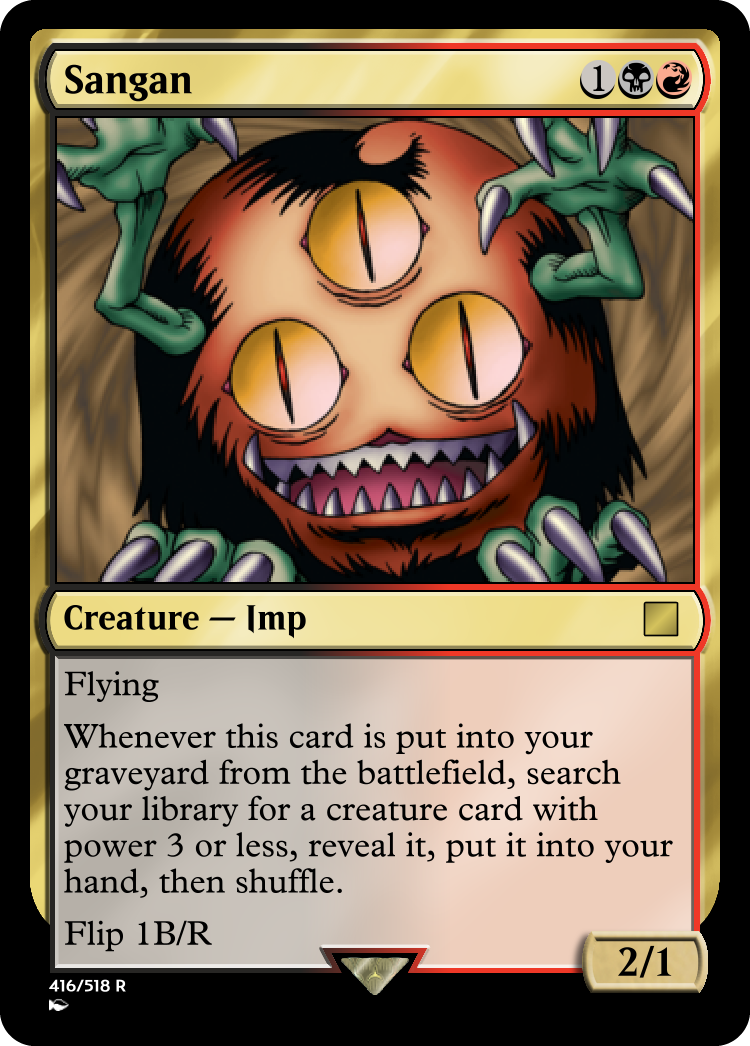 Sangan 1
Creature — Imp
Flying
Whenever this card is put into your
graveyard from the battlefield, search
your library for a creature card with
power 3 or less, reveal it, put it into your
hand, then shuffle.
Flip 1B/R
2/1
416/518 R